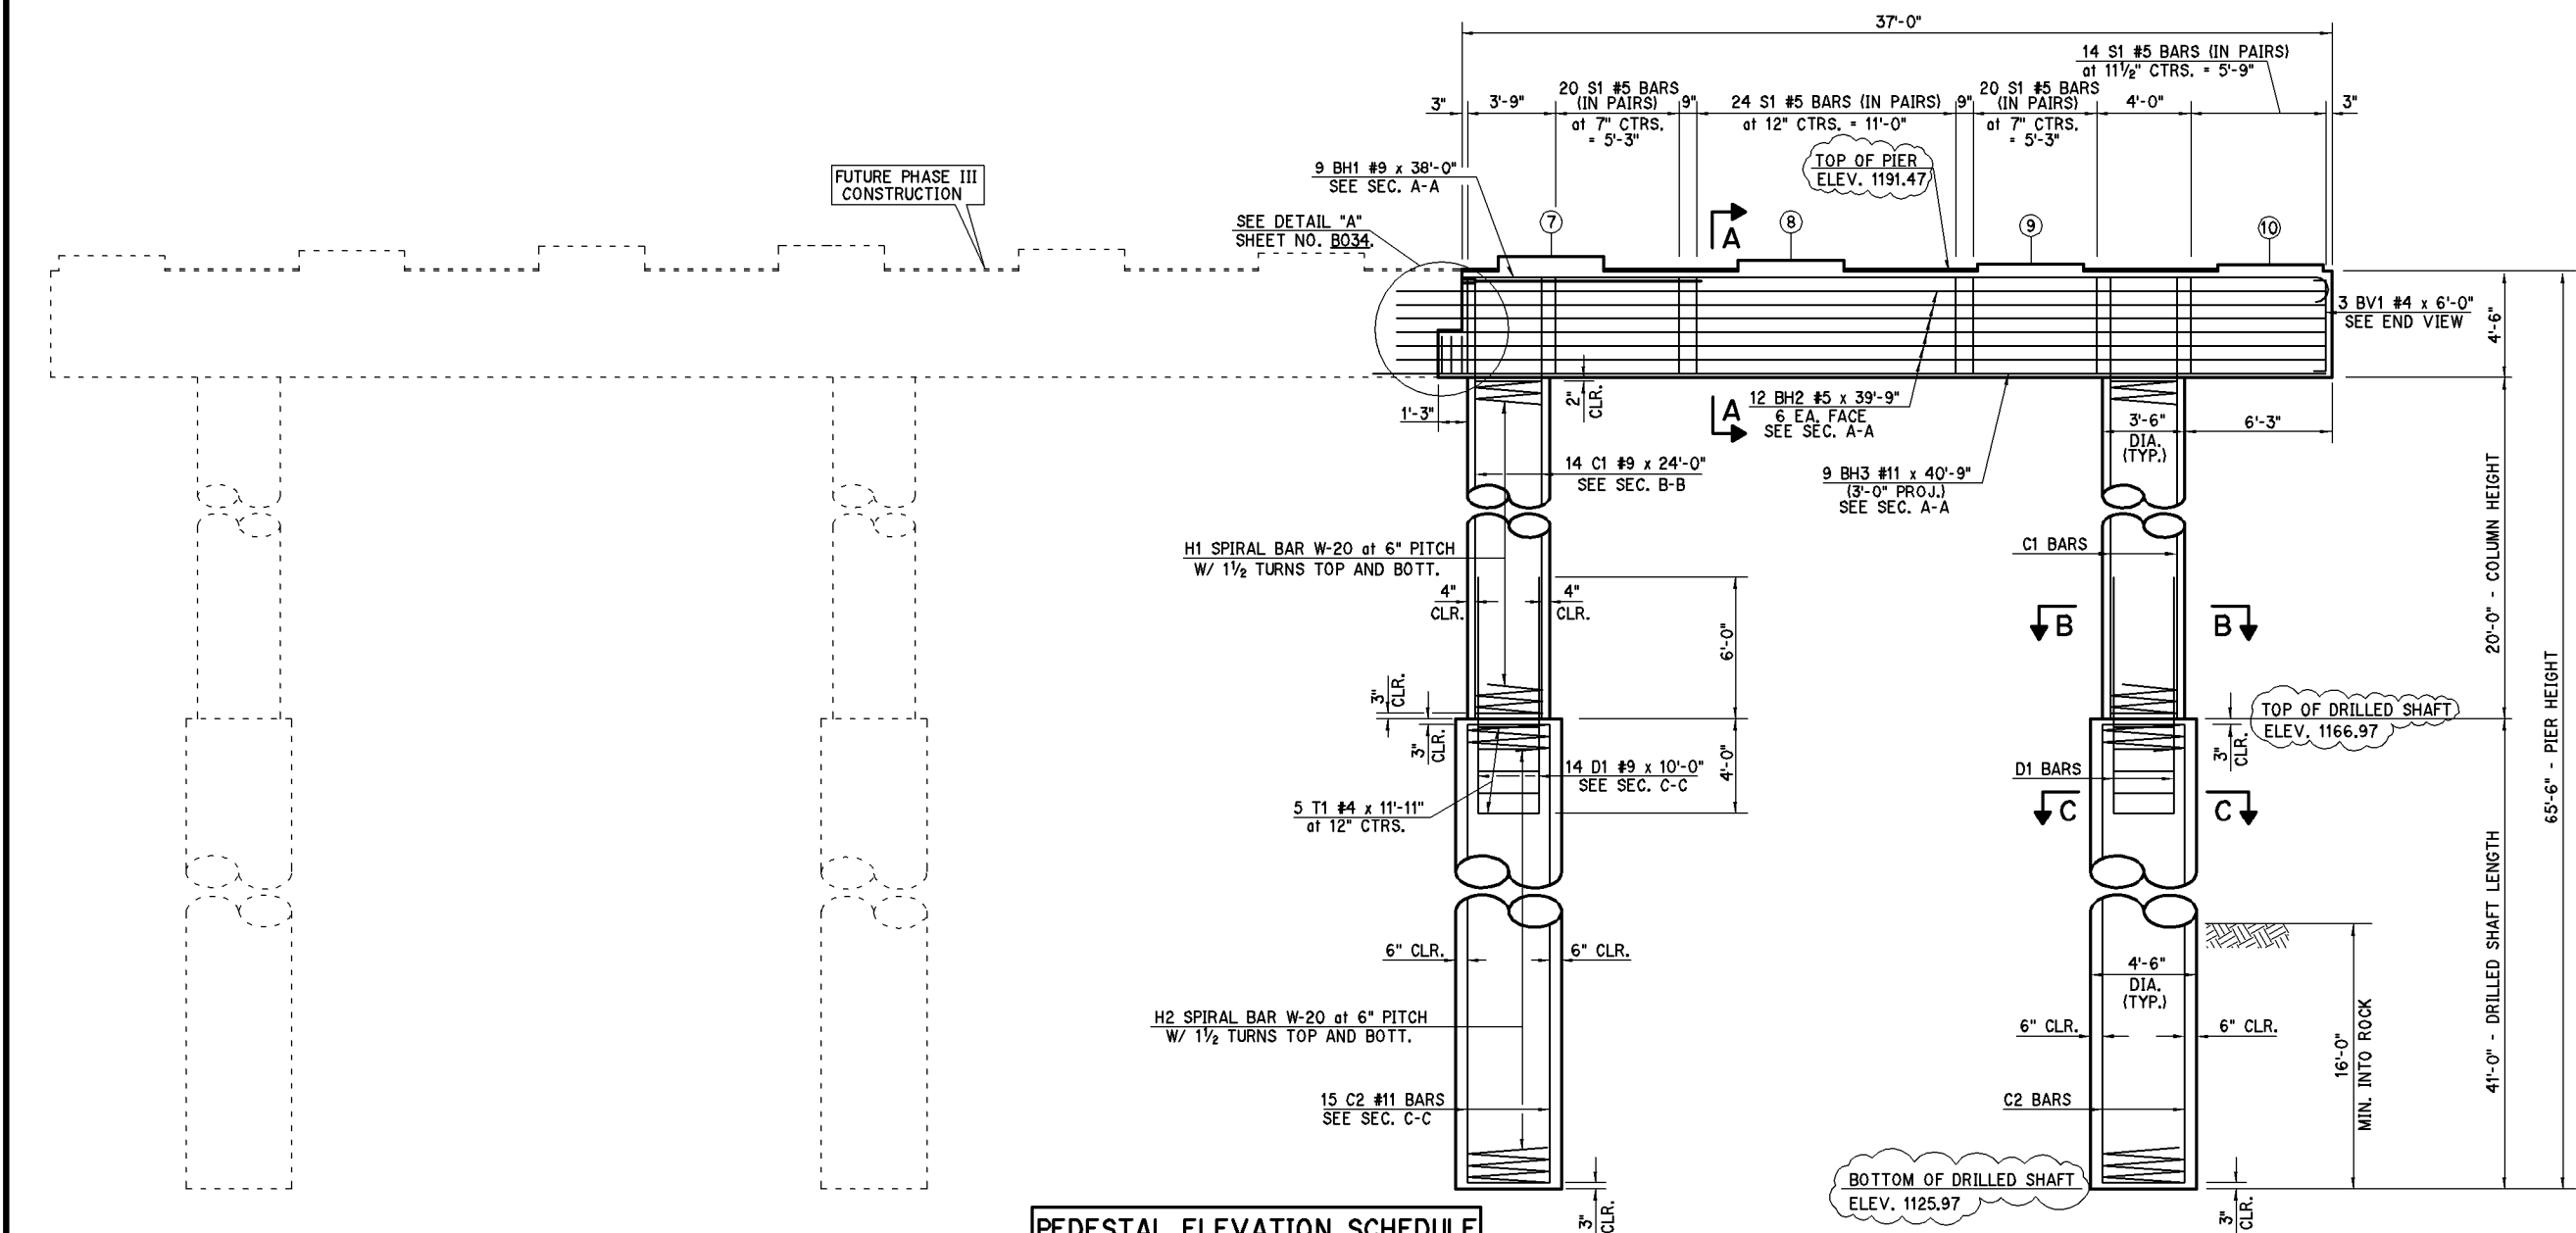 37'-0"
14 S1 #5 BARS (IN PAIRS)
at 11½" CTRS. = 5'-9"
3"
3'-9"
20 S1 #5 BARS
(IN PAIRS)
at 7" CTRS.
= 5'-3"
9"
24 S1 #5 BARS (IN PAIRS)
at 12" CTRS. = 11'-0"
9"
20 S1 #5 BARS
(IN PAIRS)
at 7" CTRS.
= 5'-3"
4'-0"
3"
9 BH1 #9 x 38'-0"
SEE SEC. A-A
TOP OF PIER
ELEV. 1191.47
FUTURE PHASE III
CONSTRUCTION
SEE DETAIL "A"
SHEET NO. B034.
7
A
8
9
10
3 BV1 #4 x 6'-0"
SEE END VIEW
4'-6"
1'-3"
2"
CLR.
A
12 BH2 #5 x 39'-9"
6 EA. FACE
SEE SEC. A-A
3'-6"
DIA.
(TYP.)
6'-3"
14 C1 #9 x 24'-0"
SEE SEC. B-B
9 BH3 #11 x 40'-9"
(3'-0" PROJ.)
SEE SEC. A-A
H1 SPIRAL BAR W-20 at 6" PITCH
W/ 1½ TURNS TOP AND BOTT.
C1 BARS
20'-0" - COLUMN HEIGHT
4"
CLR.
4"
CLR.
6'-0"
B
B
65'-6" - PIER HEIGHT
3"
CLR.
3"
CLR.
TOP OF DRILLED SHAFT
ELEV. 1166.97
3"
CLR.
14 D1 #9 x 10'-0"
SEE SEC. C-C
4'-0"
D1 BARS
5 T1 #4 x 11'-11"
at 12" CTRS.
C
C
41'-0" - DRILLED SHAFT LENGTH
6" CLR.
6" CLR.
4'-6"
DIA.
(TYP.)
H2 SPIRAL BAR W-20 at 6" PITCH
W/ 1½ TURNS TOP AND BOTT.
6" CLR.
6" CLR.
16'-0"
MIN. INTO ROCK
15 C2 #11 BARS
SEE SEC. C-C
C2 BARS
BOTTOM OF DRILLED SHAFT
ELEV. 1125.97
3"
CLR.
3"
CLR.
PEDESTAL ELEVATION SCHEDULE